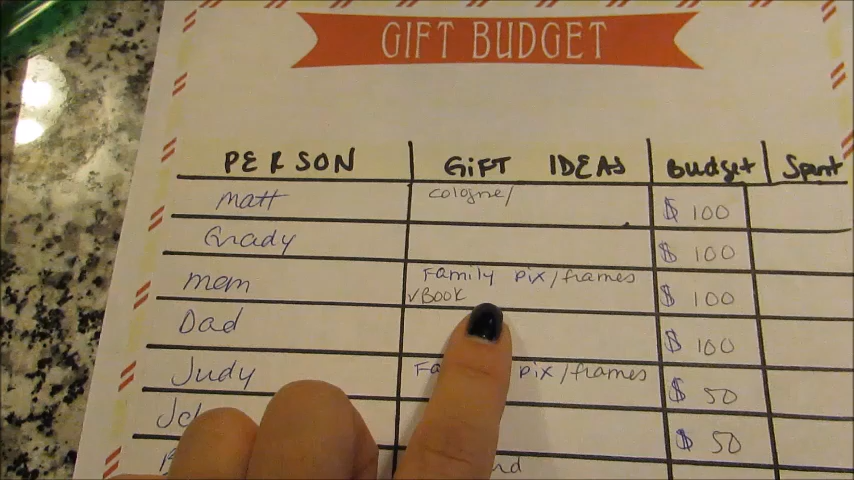 GIFT BUDGET
PERSON GIFT IDEAS Budget Spent
Matt cologne/ $ 100
Grady $ 100
mom Family pix/frames $ 100
✓Book
Dad $ 100
Judy pix/frames $ 50
$ 50